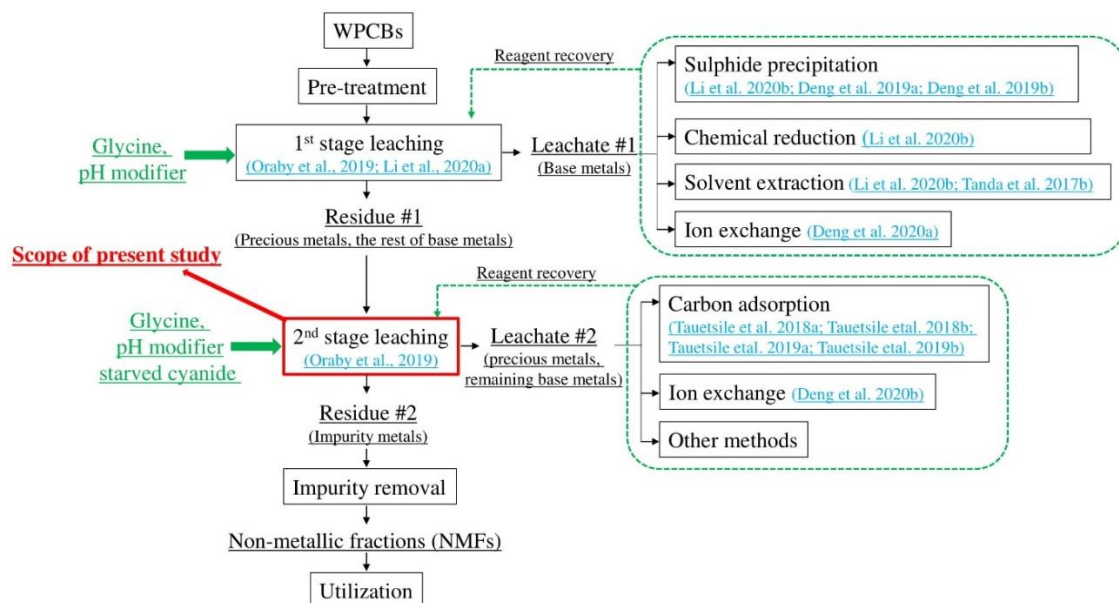 WPCBs
Reagent recovery
Pre-treatment
Sulphide precipitation
(Li et al. 2020b; Deng et al. 2019a; Deng et al. 2019b)
Glycine,
pH modifier
1st stage leaching
(Oraby et al., 2019; Li et al., 2020a)
Leachate #1
(Base metals)
Chemical reduction (Li et al. 2020b)
Solvent extraction (Li et al. 2020b; Tanda et al. 2017b)
Ion exchange (Deng et al. 2020a)
Residue #1
(Precious metals, the rest of base metals)
Scope of present study
Reagent recovery
Glycine,
pH modifier
starved cyanide
2nd stage leaching
(Oraby et al., 2019)
Leachate #2
(precious metals,
remaining base metals)
Carbon adsorption
(Tauetsile et al. 2018a; Tauetsile etal. 2018b;
Tauetsile etal. 2019a; Tauetsile etal. 2019b)
Ion exchange (Deng et al. 2020b)
Other methods
Residue #2
(Impurity metals)
Impurity removal
Non-metallic fractions (NMFs)
Utilization